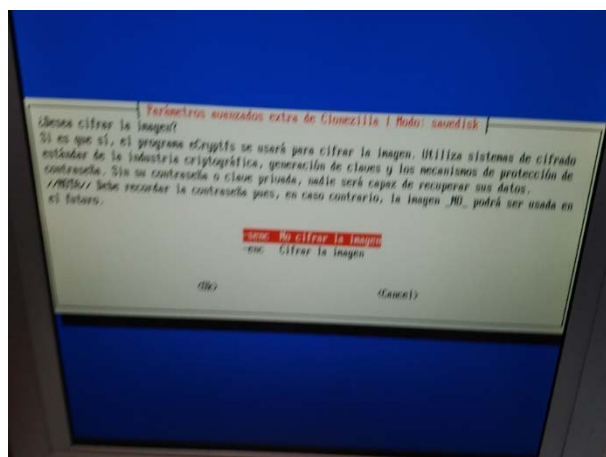 Parámetros avanzados extra de Clonezilla | Modo: savedisk
¿Desea cifrar la imagen?
Si es que sí, el programa eCryptfs se usará para cifrar la imagen. Utiliza sistemas de cifrado
estándar de la industria criptográfica, generación de claves y los mecanismos de protección de
contraseña. Sin su contraseña o clave privada, nadie será capaz de recuperar sus datos.
//NOTA// Debe recordar la contraseña pues, en caso contrario, la imagen _NO_ podrá ser usada en
el futuro.
-senc No cifrar la imagen
-enc Cifrar la imagen
<Ok> <Cancel>